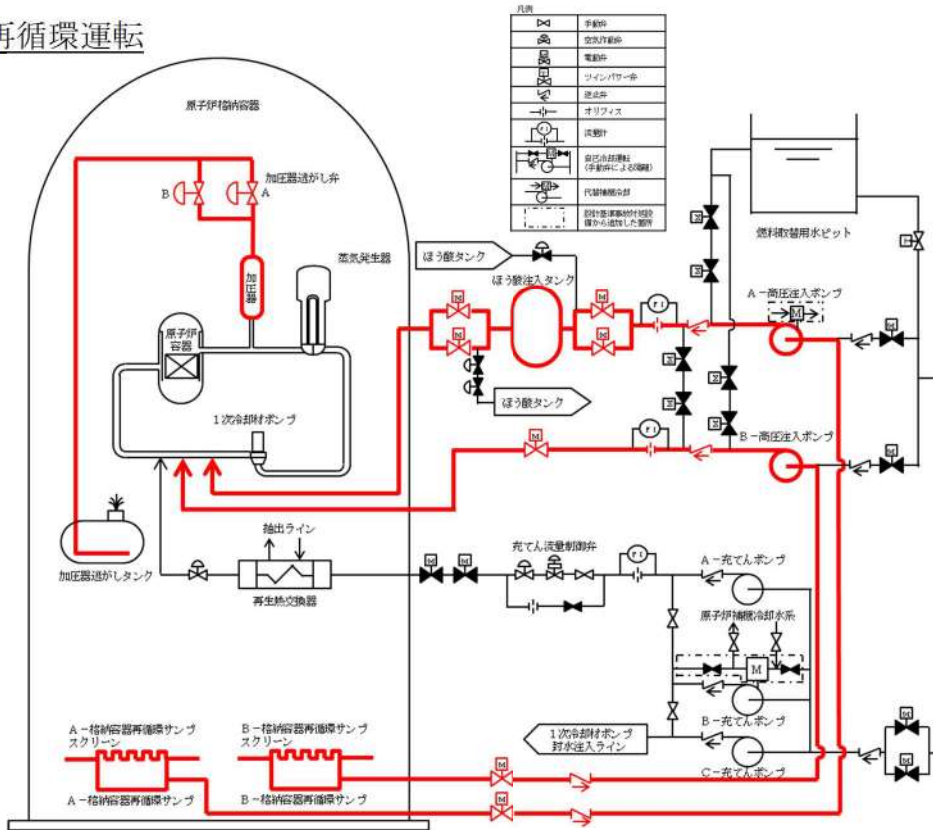 再循環運転
凡例
手動弁
空気作動弁
電動弁
ツインパワー弁
逆止弁
オリフィス
FI
流量計
M
自己冷却運転
(手動弁による隔離)
M
代替補機冷却
設計基準事故対処設
備から追加した箇所
原子炉格納容器
加圧器逃がし弁
B
A
加圧器
蒸気発生器
原子炉
容器
1次冷却材ポンプ
加圧器逃がしタンク
ほう酸タンク
ほう酸注入タンク
M
M
M
M
FI
ほう酸タンク
燃料取替用水ピット
A-高圧注入ポンプ
M
M
M
FI
B-高圧注入ポンプ
M
抽出ライン
再生熱交換器
M
M
充てん流量制御弁
FI
A-充てんポンプ
原子炉補機冷却水系
M
B-充てんポンプ
1次冷却材ポンプ
封水注入ライン
C-充てんポンプ
M
M
A-格納容器再循環サンプ
スクリーン
B-格納容器再循環サンプ
スクリーン
A-格納容器再循環サンプ
B-格納容器再循環サンプ
M
M